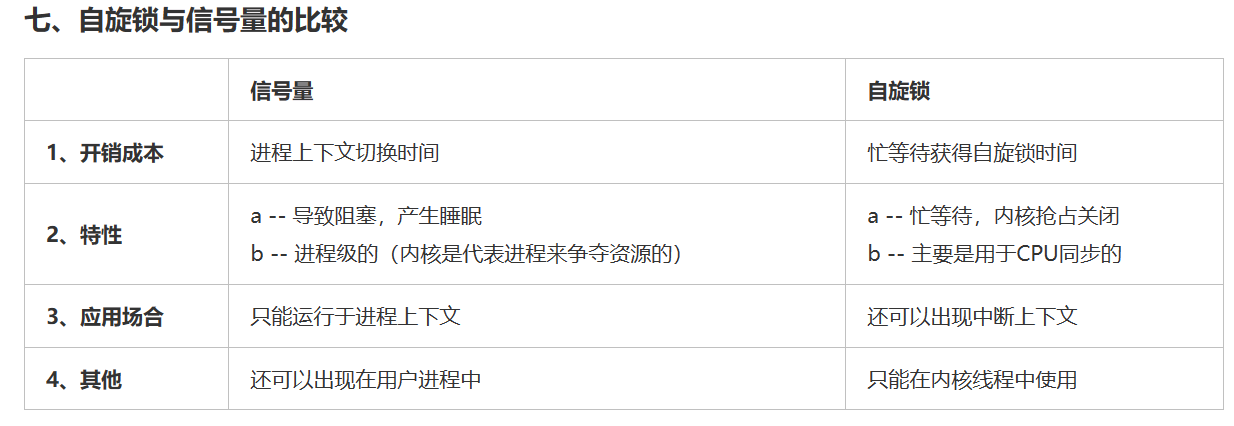 七、自旋锁与信号量的比较
信号量 自旋锁
1、开销成本 进程上下文切换时间 忙等待获得自旋锁时间
2、特性 a -- 导致阻塞，产生睡眠 a -- 忙等待，内核抢占关闭
b -- 进程级的（内核是代表进程来争夺资源的） b -- 主要是用于CPU同步的
3、应用场合 只能运行于进程上下文 还可以出现中断上下文
4、其他 还可以出现在用户进程中 只能在内核线程中使用